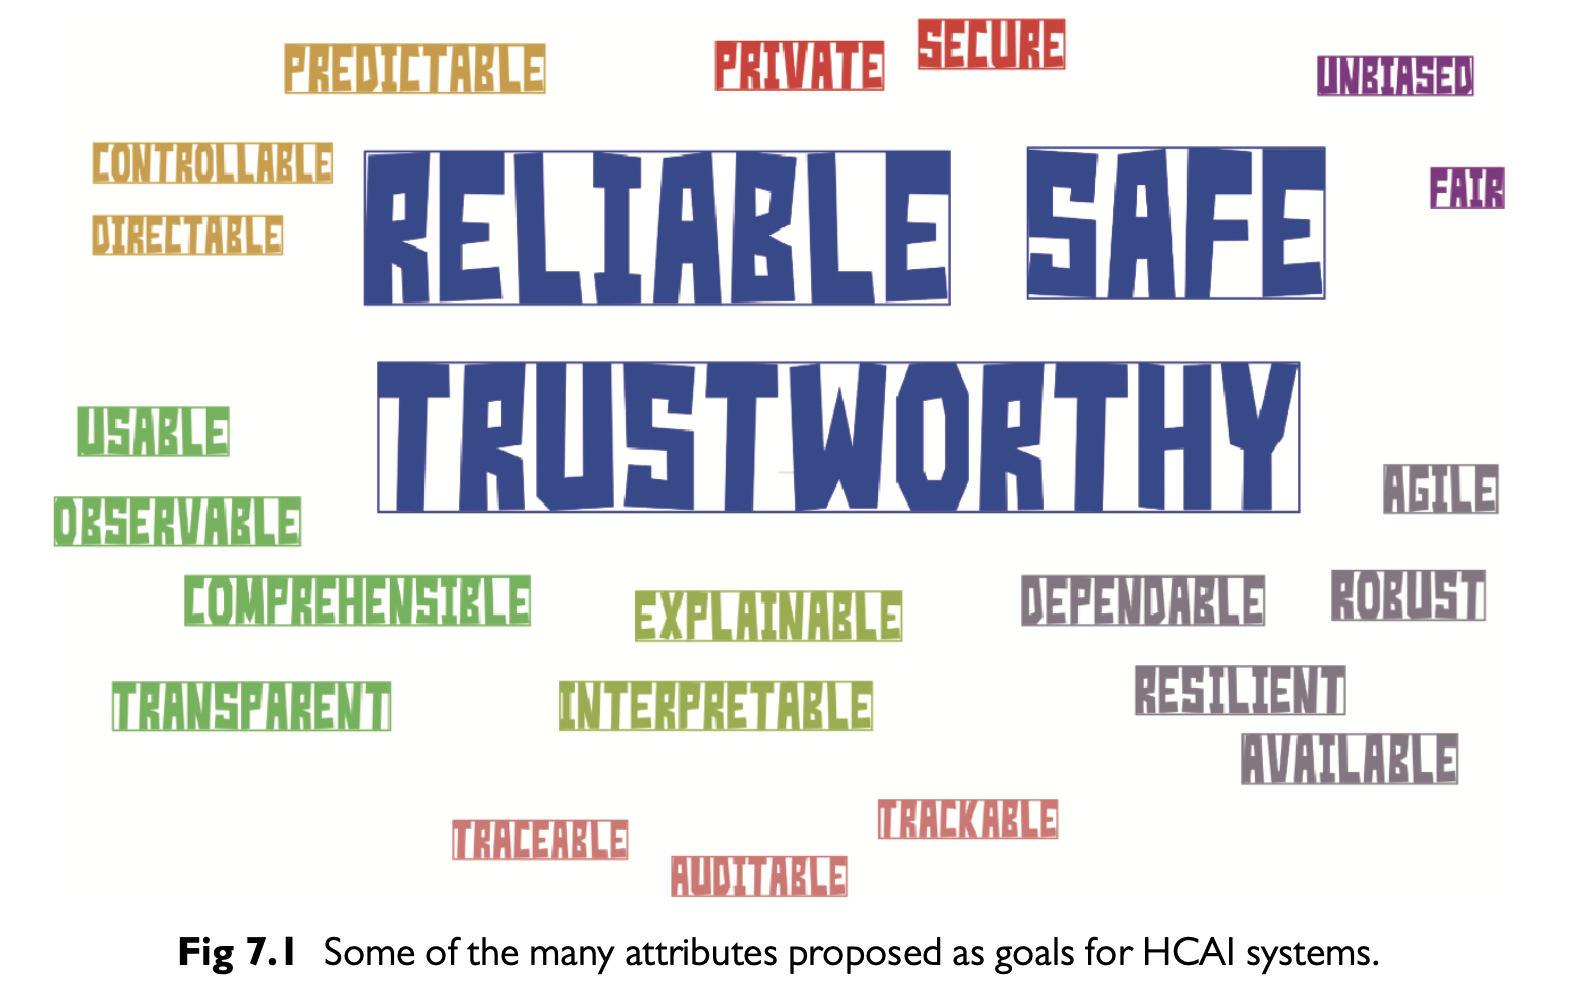 PREDICTABLE
PRIVATE
SECURE
UNBIASED
CONTROLLABLE
DIRECTABLE
RELIABLE
SAFE
FAIR
TRUSTWORTHY
USABLE
OBSERVABLE
COMPREHENSIBLE
TRANSPARENT
EXPLAINABLE
INTERPRETABLE
AGILE
DEPENDABLE
ROBUST
RESILIENT
AVAILABLE
TRACEABLE
AUDITABLE
TRACKABLE
Fig 7.1 Some of the many attributes proposed as goals for HCAI systems.